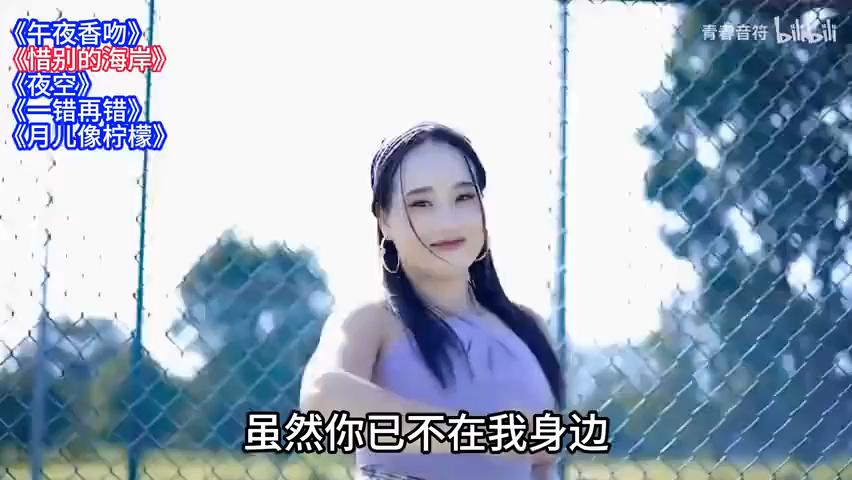 《午夜香吻》
《惜别的海岸》
《夜空》
《一错再错》
《月儿像柠檬》
青春音符 bilibili
虽然你已不在我身边